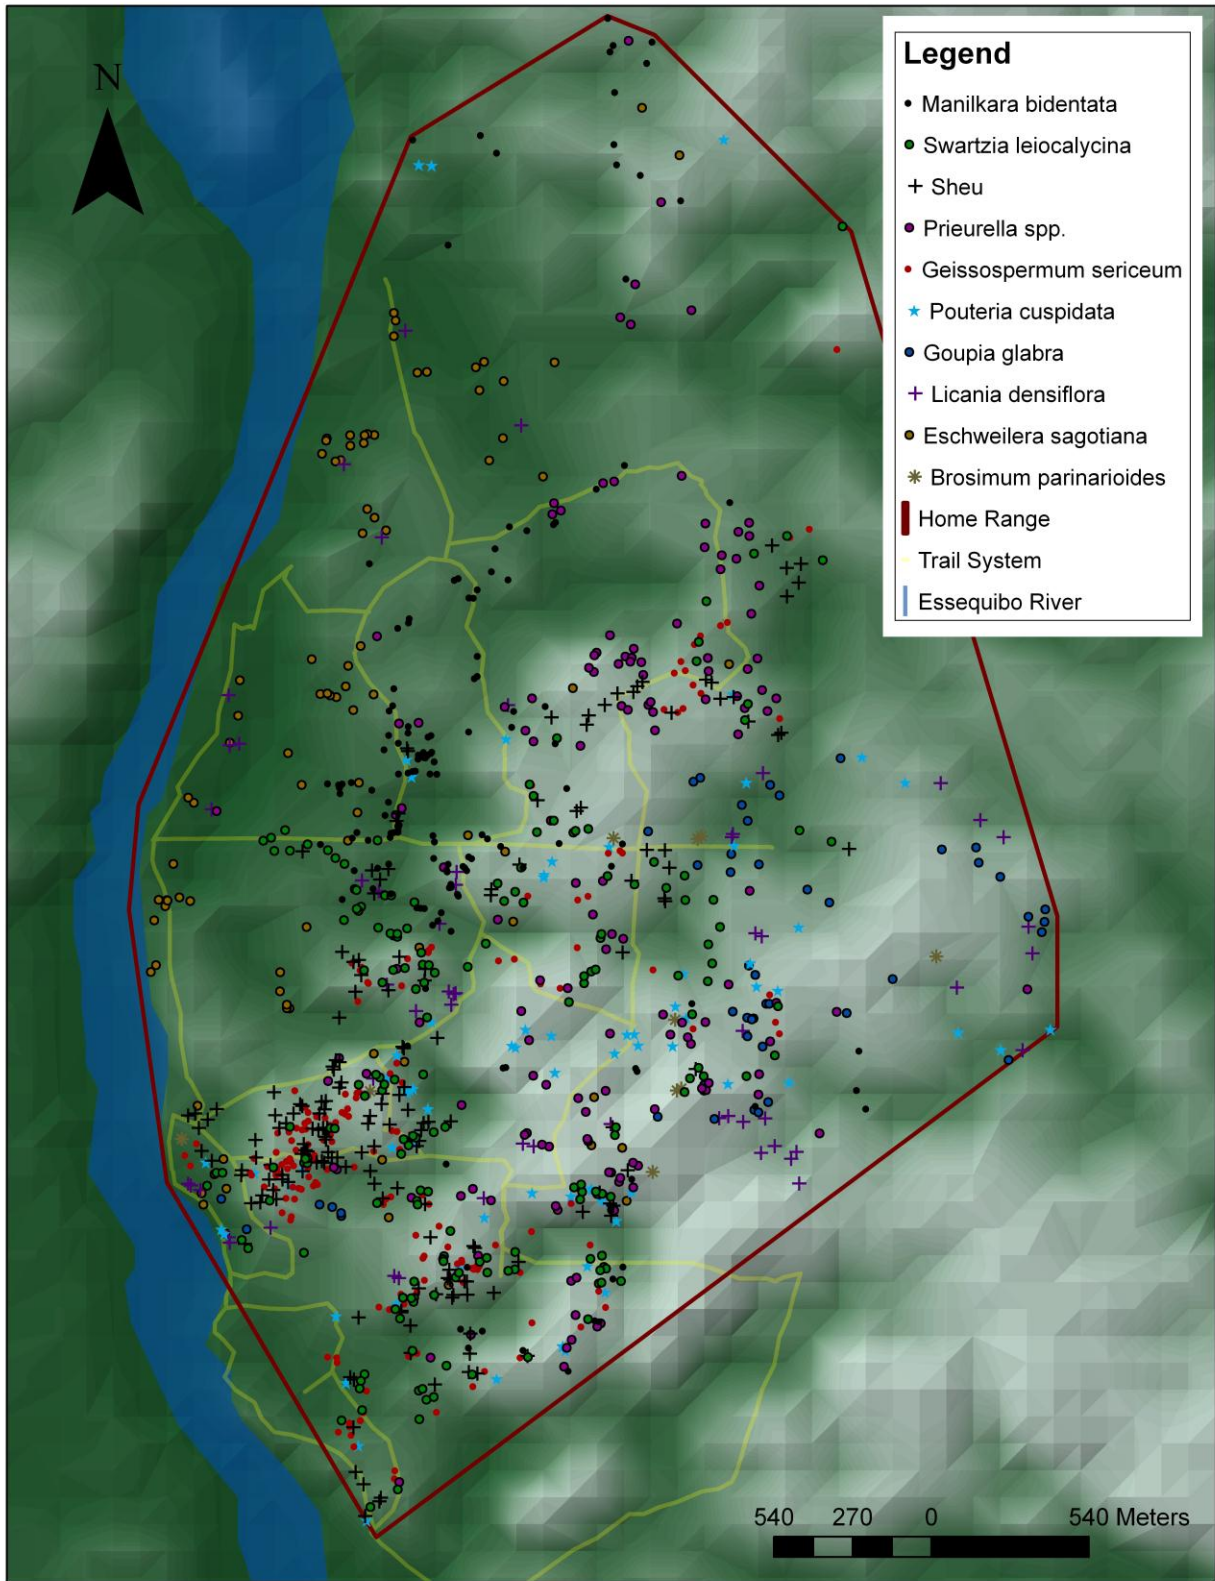 N
Legend
Manilkara bidentata
Swartzia leiocalycina
Sheu
Prieurella spp.
Geissospermum sericeum
Pouteria cuspidata
Goupia glabra
Licania densiflora
Eschweilera sagotiana
Brosimum parinarioides
Home Range
Trail System
Essequibo River
540 270 0 540 Meters